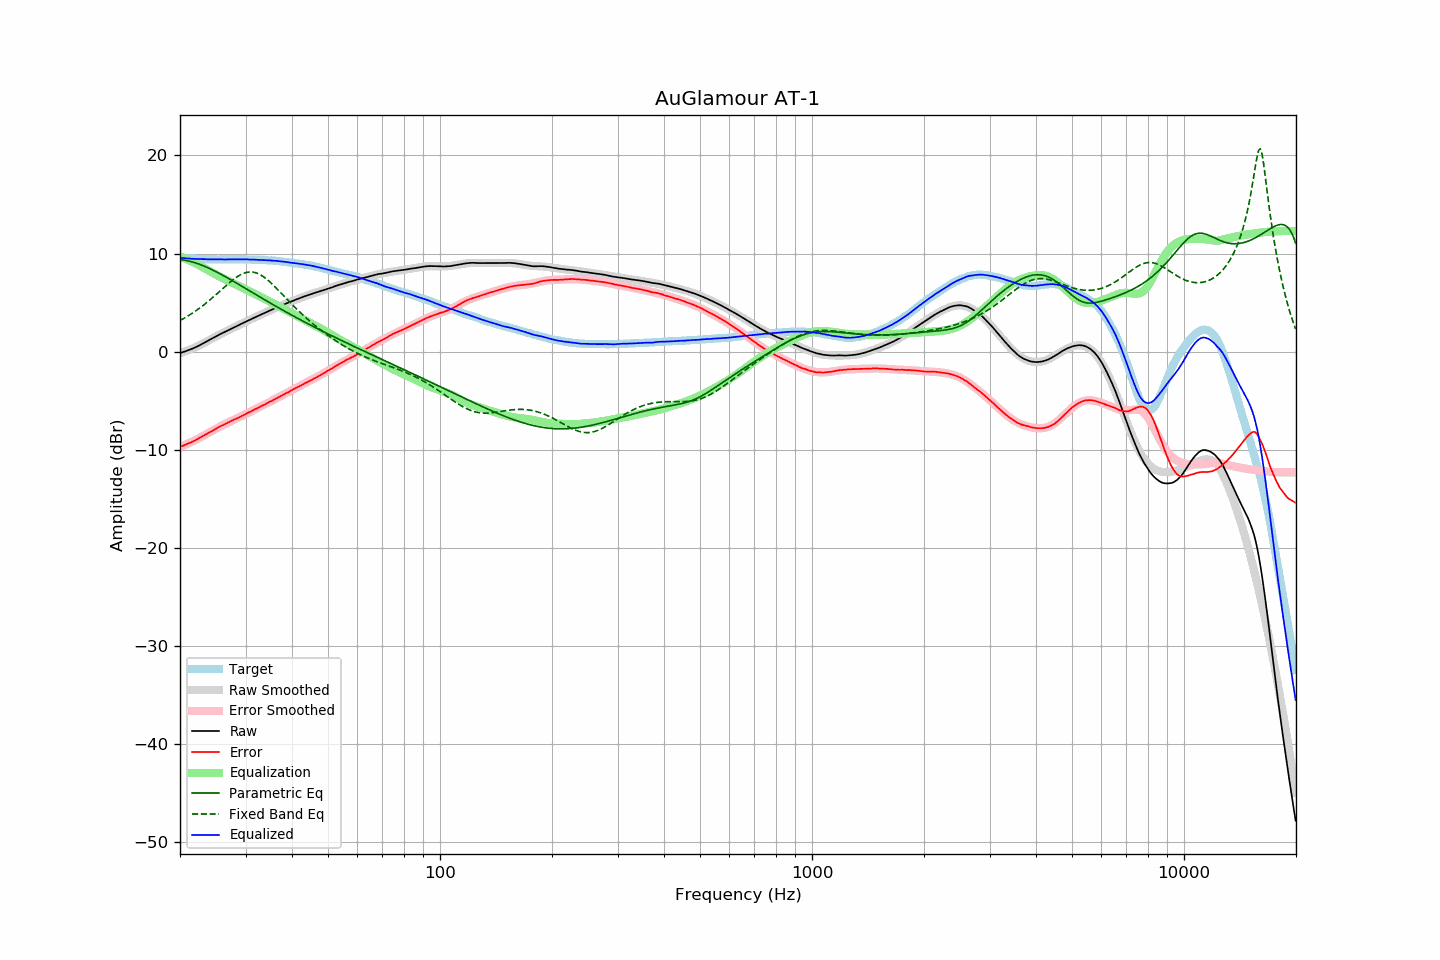 AuGlamour AT-1
Amplitude (dBr)
20
10
0
−10
−20
−30
−40
−50
Target
Raw Smoothed
Error Smoothed
Raw
Error
Equalization
Parametric Eq
Fixed Band Eq
Equalized
100
1000
10000
Frequency (Hz)